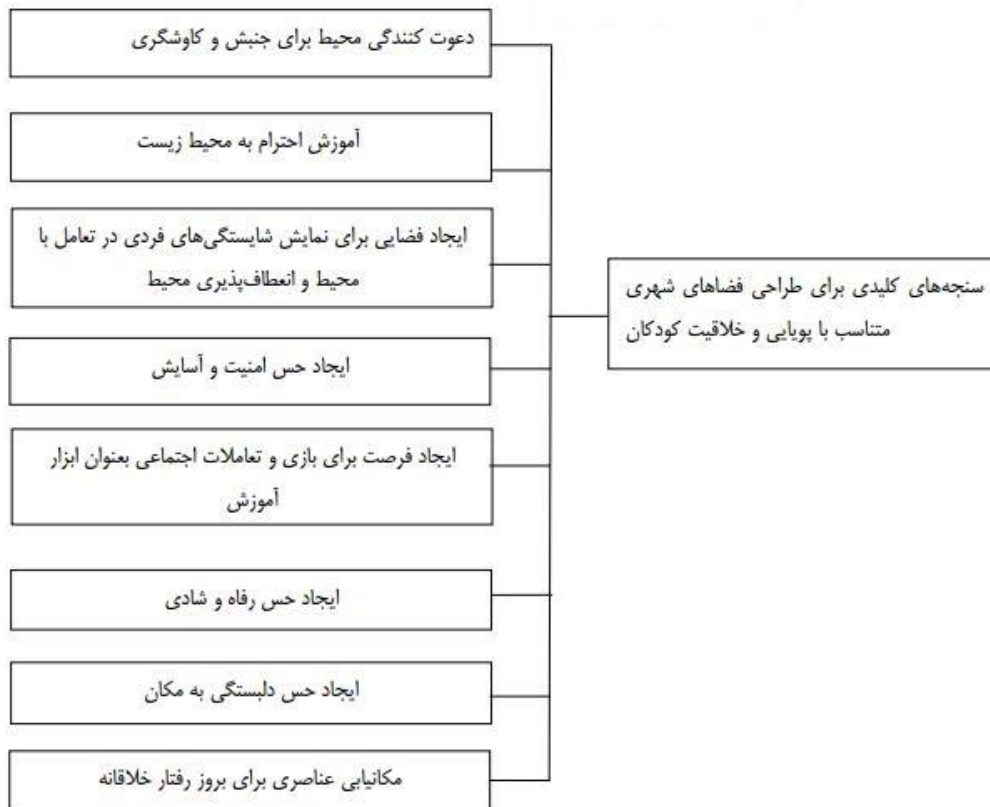 سنجه‌های کلیدی برای طراحی فضاهای شهری
متناسب با پویایی و خلاقیت کودکان
دعوت کنندگی محیط برای جنبش و کاوشگری
آموزش احترام به محیط زیست
ایجاد فضایی برای نمایش شایستگی‌های فردی در تعامل با
محیط و انعطاف‌پذیری محیط
ایجاد حس امنیت و آسایش
ایجاد فرصت برای بازی و تعاملات اجتماعی بعنوان ابزار
آموزش
ایجاد حس رفاه و شادی
ایجاد حس دلبستگی به مکان
مکانیابی عناصری برای بروز رفتار خلاقانه